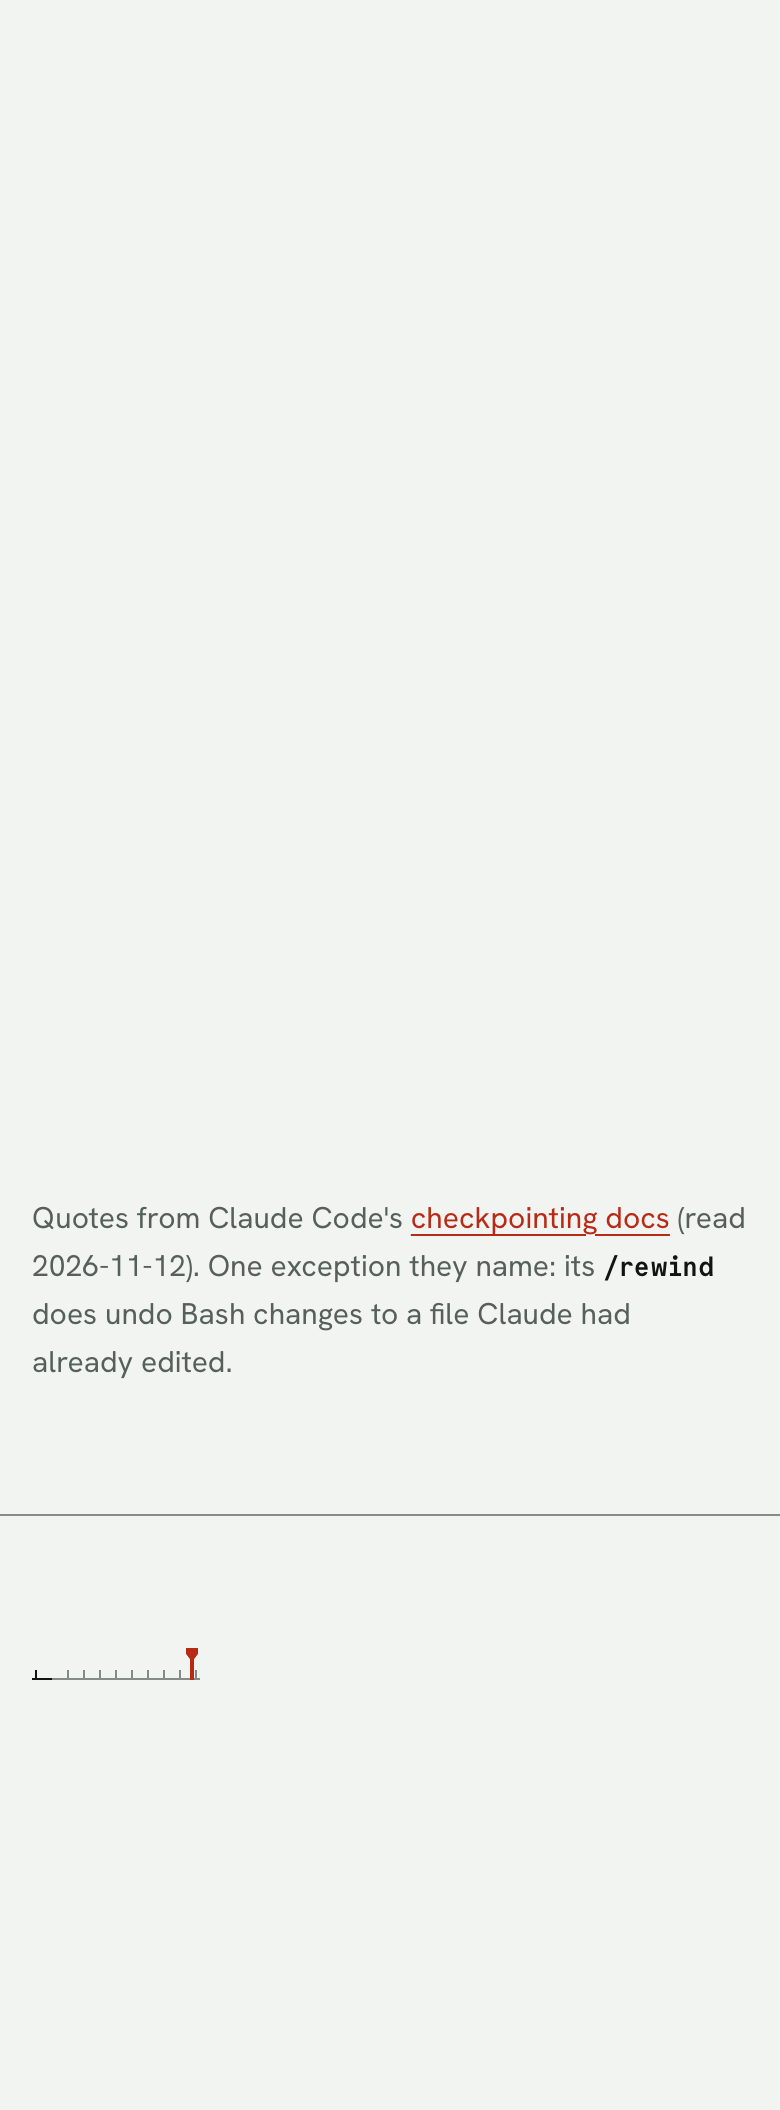 Quotes from Claude Code's checkpointing docs (read
2026-11-12). One exception they name: its /rewind
does undo Bash changes to a file Claude had
already edited.